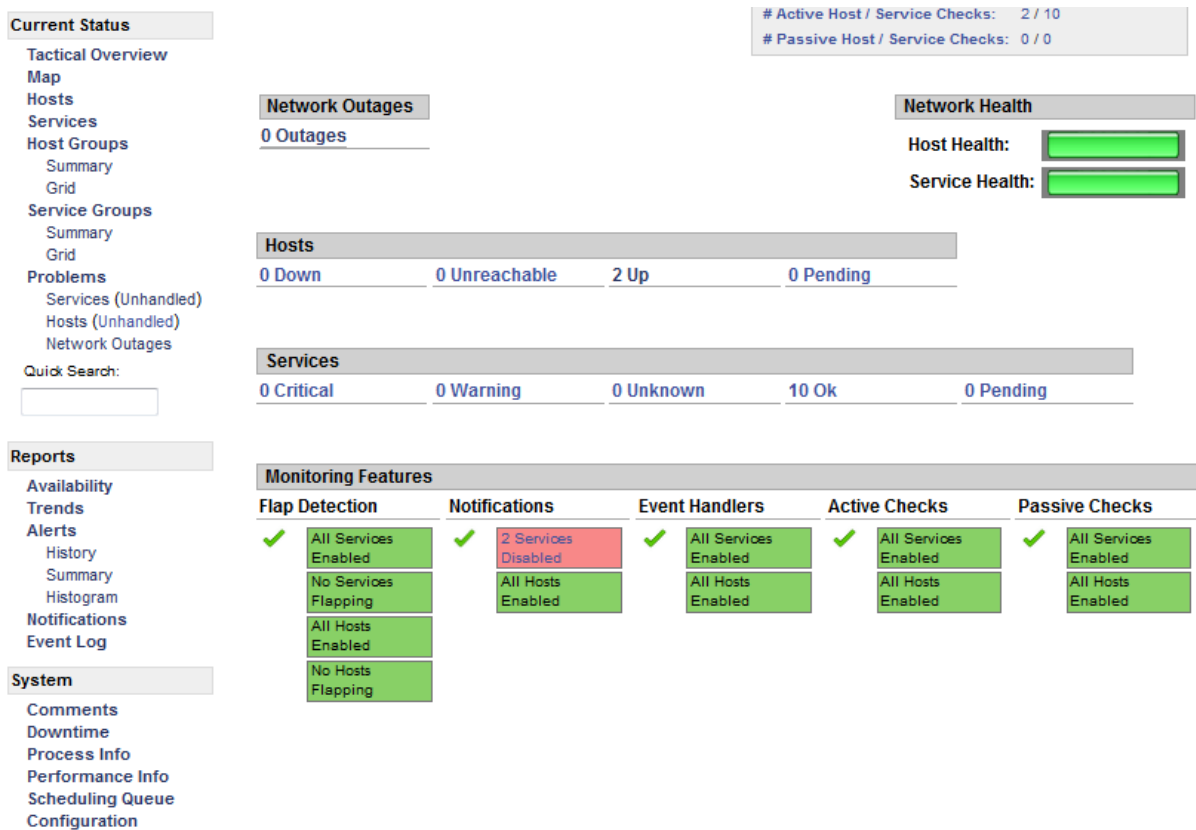 Current Status
Tactical Overview
Map
Hosts
Services
Host Groups
Summary
Grid
Service Groups
Summary
Grid
Problems
Services (Unhandled)
Hosts (Unhandled)
Network Outages
Quick Search:
Reports
Availability
Trends
Alerts
History
Summary
Histogram
Notifications
Event Log
System
Comments
Downtime
Process Info
Performance Info
Scheduling Queue
Configuration
# Active Host / Service Checks: 2 / 10
# Passive Host / Service Checks: 0 / 0
Network Outages
0 Outages
Network Health
Host Health:
Service Health:
Hosts
0 Down 0 Unreachable 2 Up 0 Pending
Services
0 Critical 0 Warning 0 Unknown 10 Ok 0 Pending
Monitoring Features
Flap Detection Notifications Event Handlers Active Checks Passive Checks
All Services
Enabled
No Services
Flapping
All Hosts
Enabled
No Hosts
Flapping
2 Services
Disabled
All Hosts
Enabled
All Services
Enabled
All Hosts
Enabled
All Services
Enabled
All Hosts
Enabled
All Services
Enabled
All Hosts
Enabled